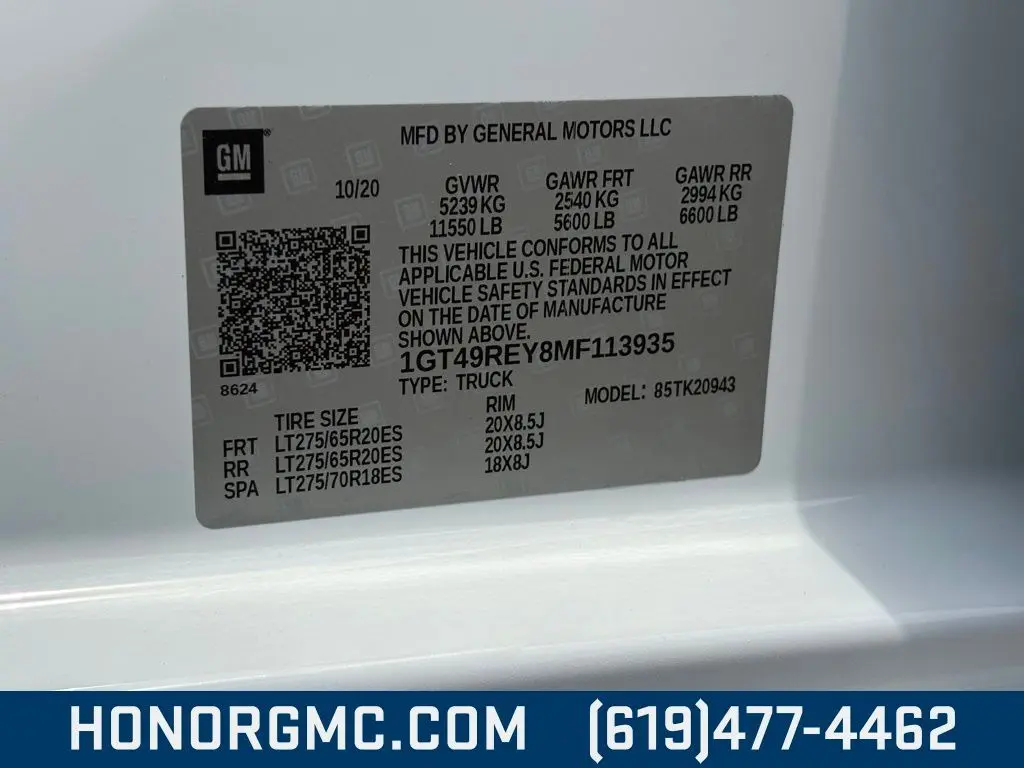 GM
MFD BY GENERAL MOTORS LLC
10/20
GVWR GAWR FRT GAWR RR
5239 KG 2540 KG 2994 KG
11550 LB 5600 LB 6600 LB
THIS VEHICLE CONFORMS TO ALL
APPLICABLE U.S. FEDERAL MOTOR
VEHICLE SAFETY STANDARDS IN EFFECT
ON THE DATE OF MANUFACTURE
SHOWN ABOVE.
1GT49REY8MF113935
8624
TYPE: TRUCK MODEL: 85TK20943
TIRE SIZE RIM
FRT LT275/65R20ES 20X8.5J
RR LT275/65R20ES 20X8.5J
SPA LT275/70R18ES 18X8J
HONORGMC.COM (619)477-4462